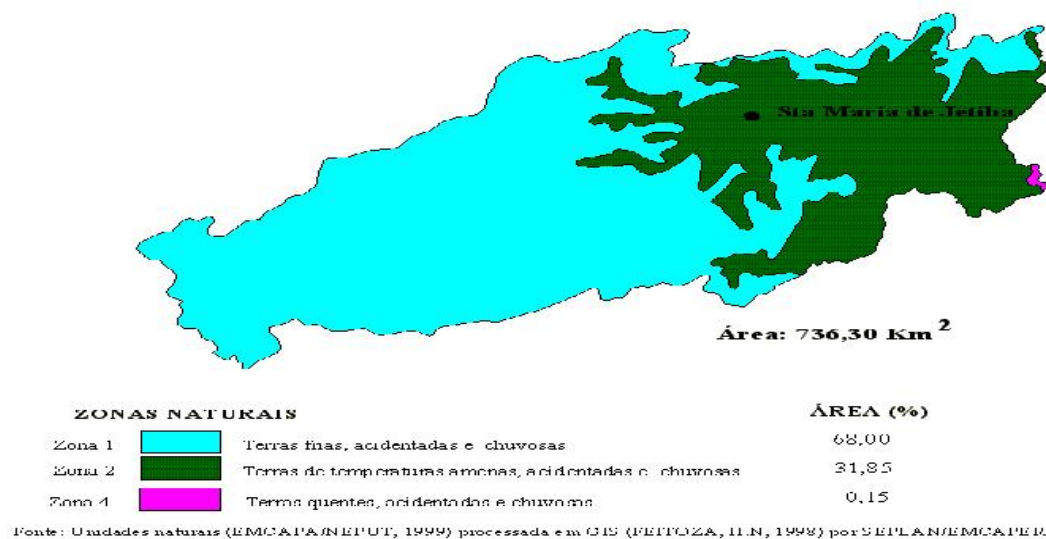 Sta Maria de Jetiba
Área: 736,30 Km²
ZONAS NATURAIS ÁREA (%)
Zona 1 Terras frias, acidentadas e chuvosas 68,00
Zona 2 Terras de temperaturas amenas, acidentadas e chuvosas 31,85
Zona 4 Terras quentes, acidentadas e chuvosas 0,15
Fonte: Unidades naturais (EMCAPA/NEPUT, 1999) processada em GIS (FEITOZA, H.N, 1998) por SEPLAN/EMCAPER